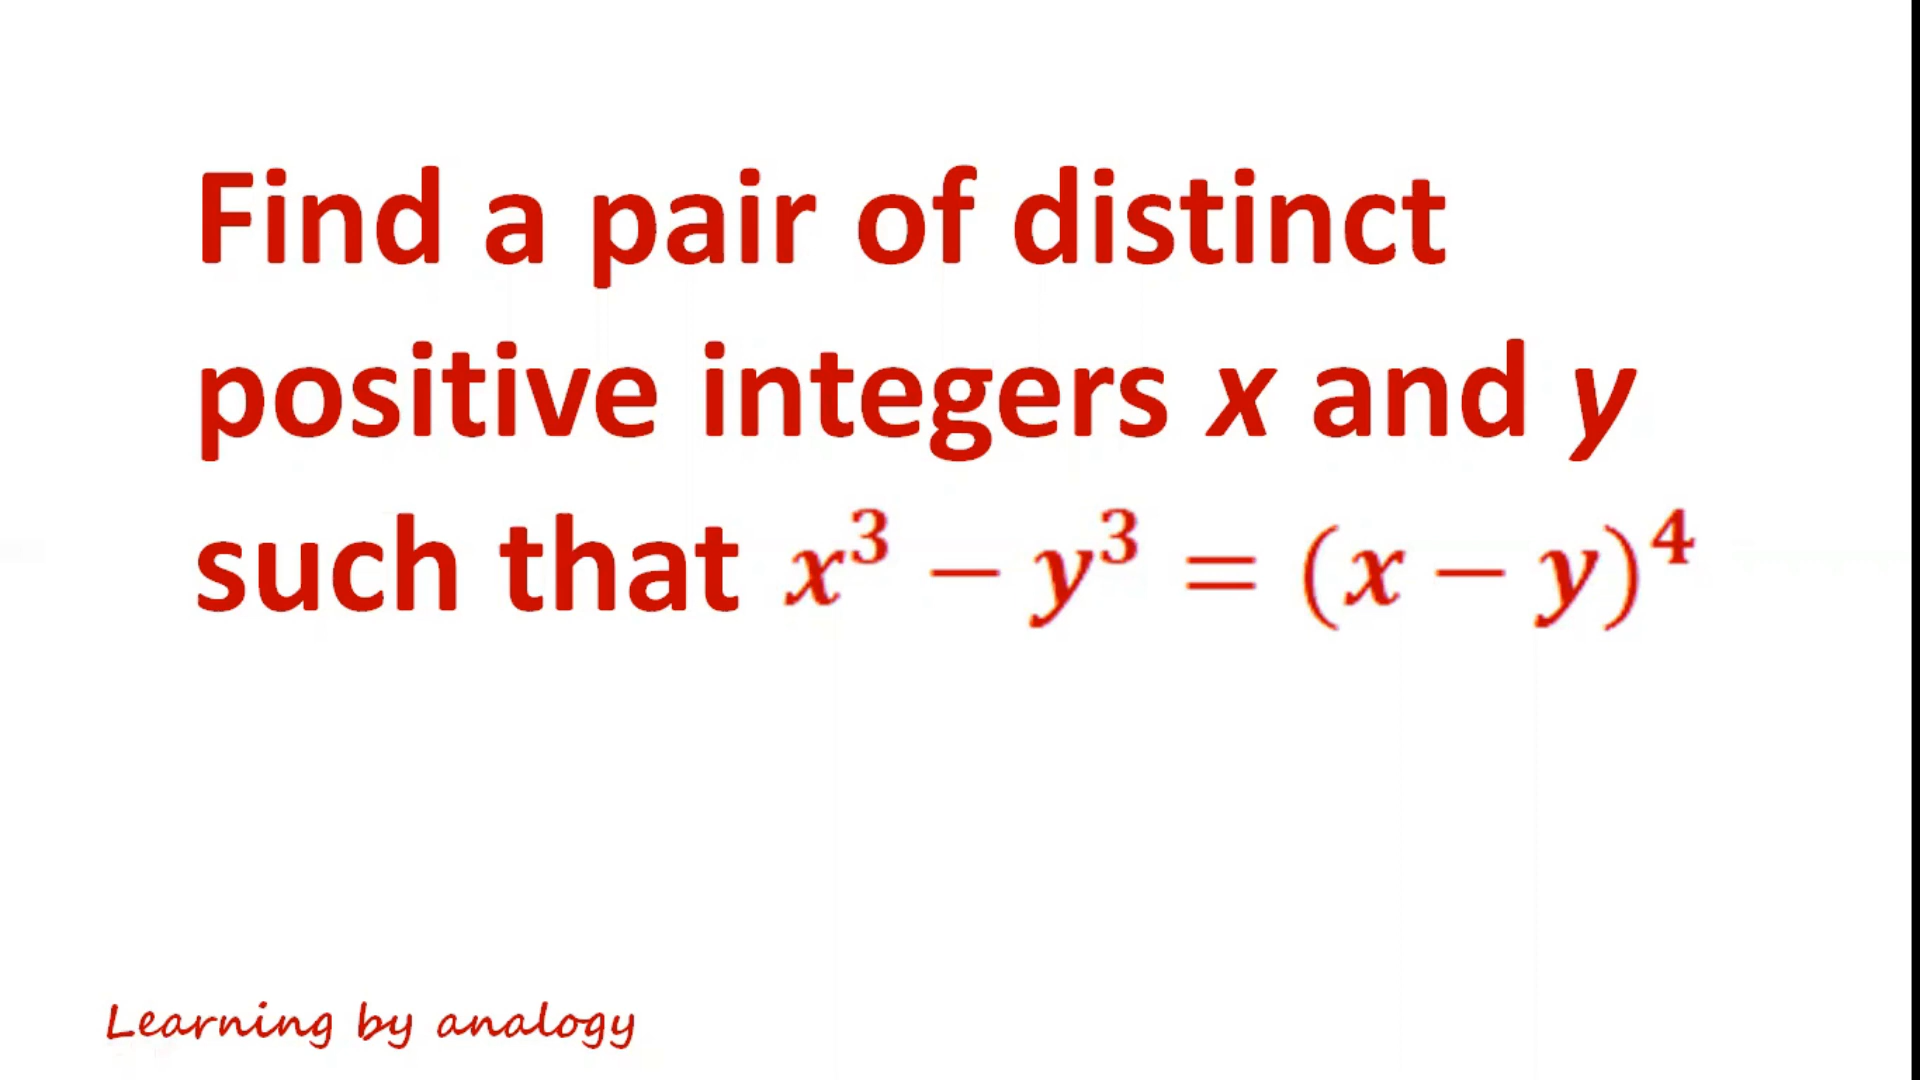 Find a pair of distinct
positive integers x and y
such that x³ − y³ = (x − y)⁴
Learning by analogy